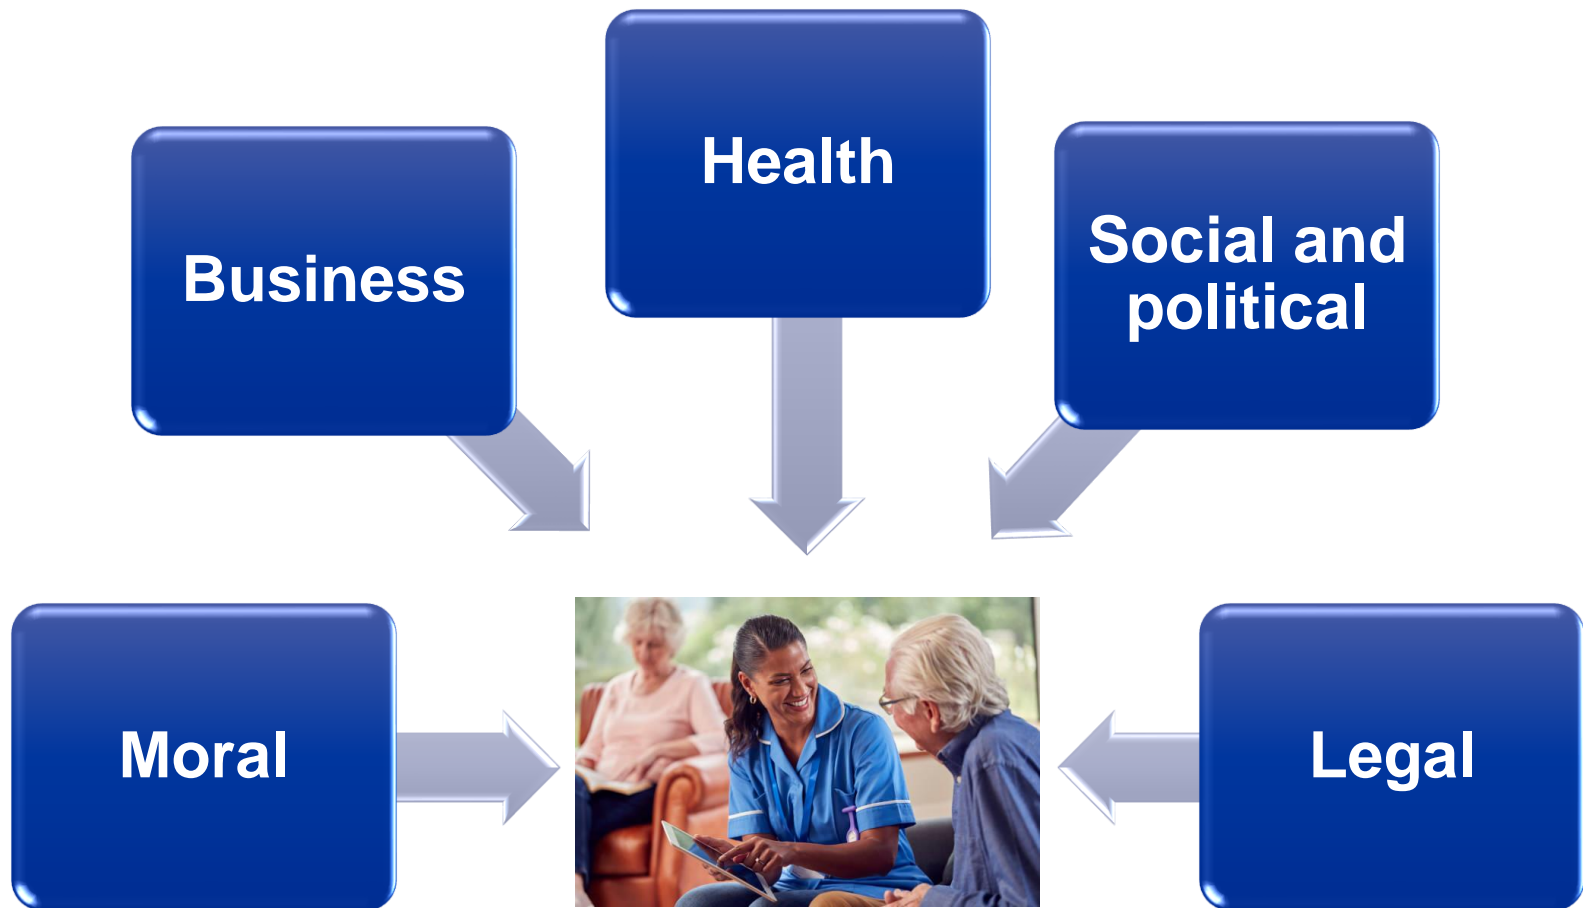 Health
Business
Social and
political
Moral
Legal